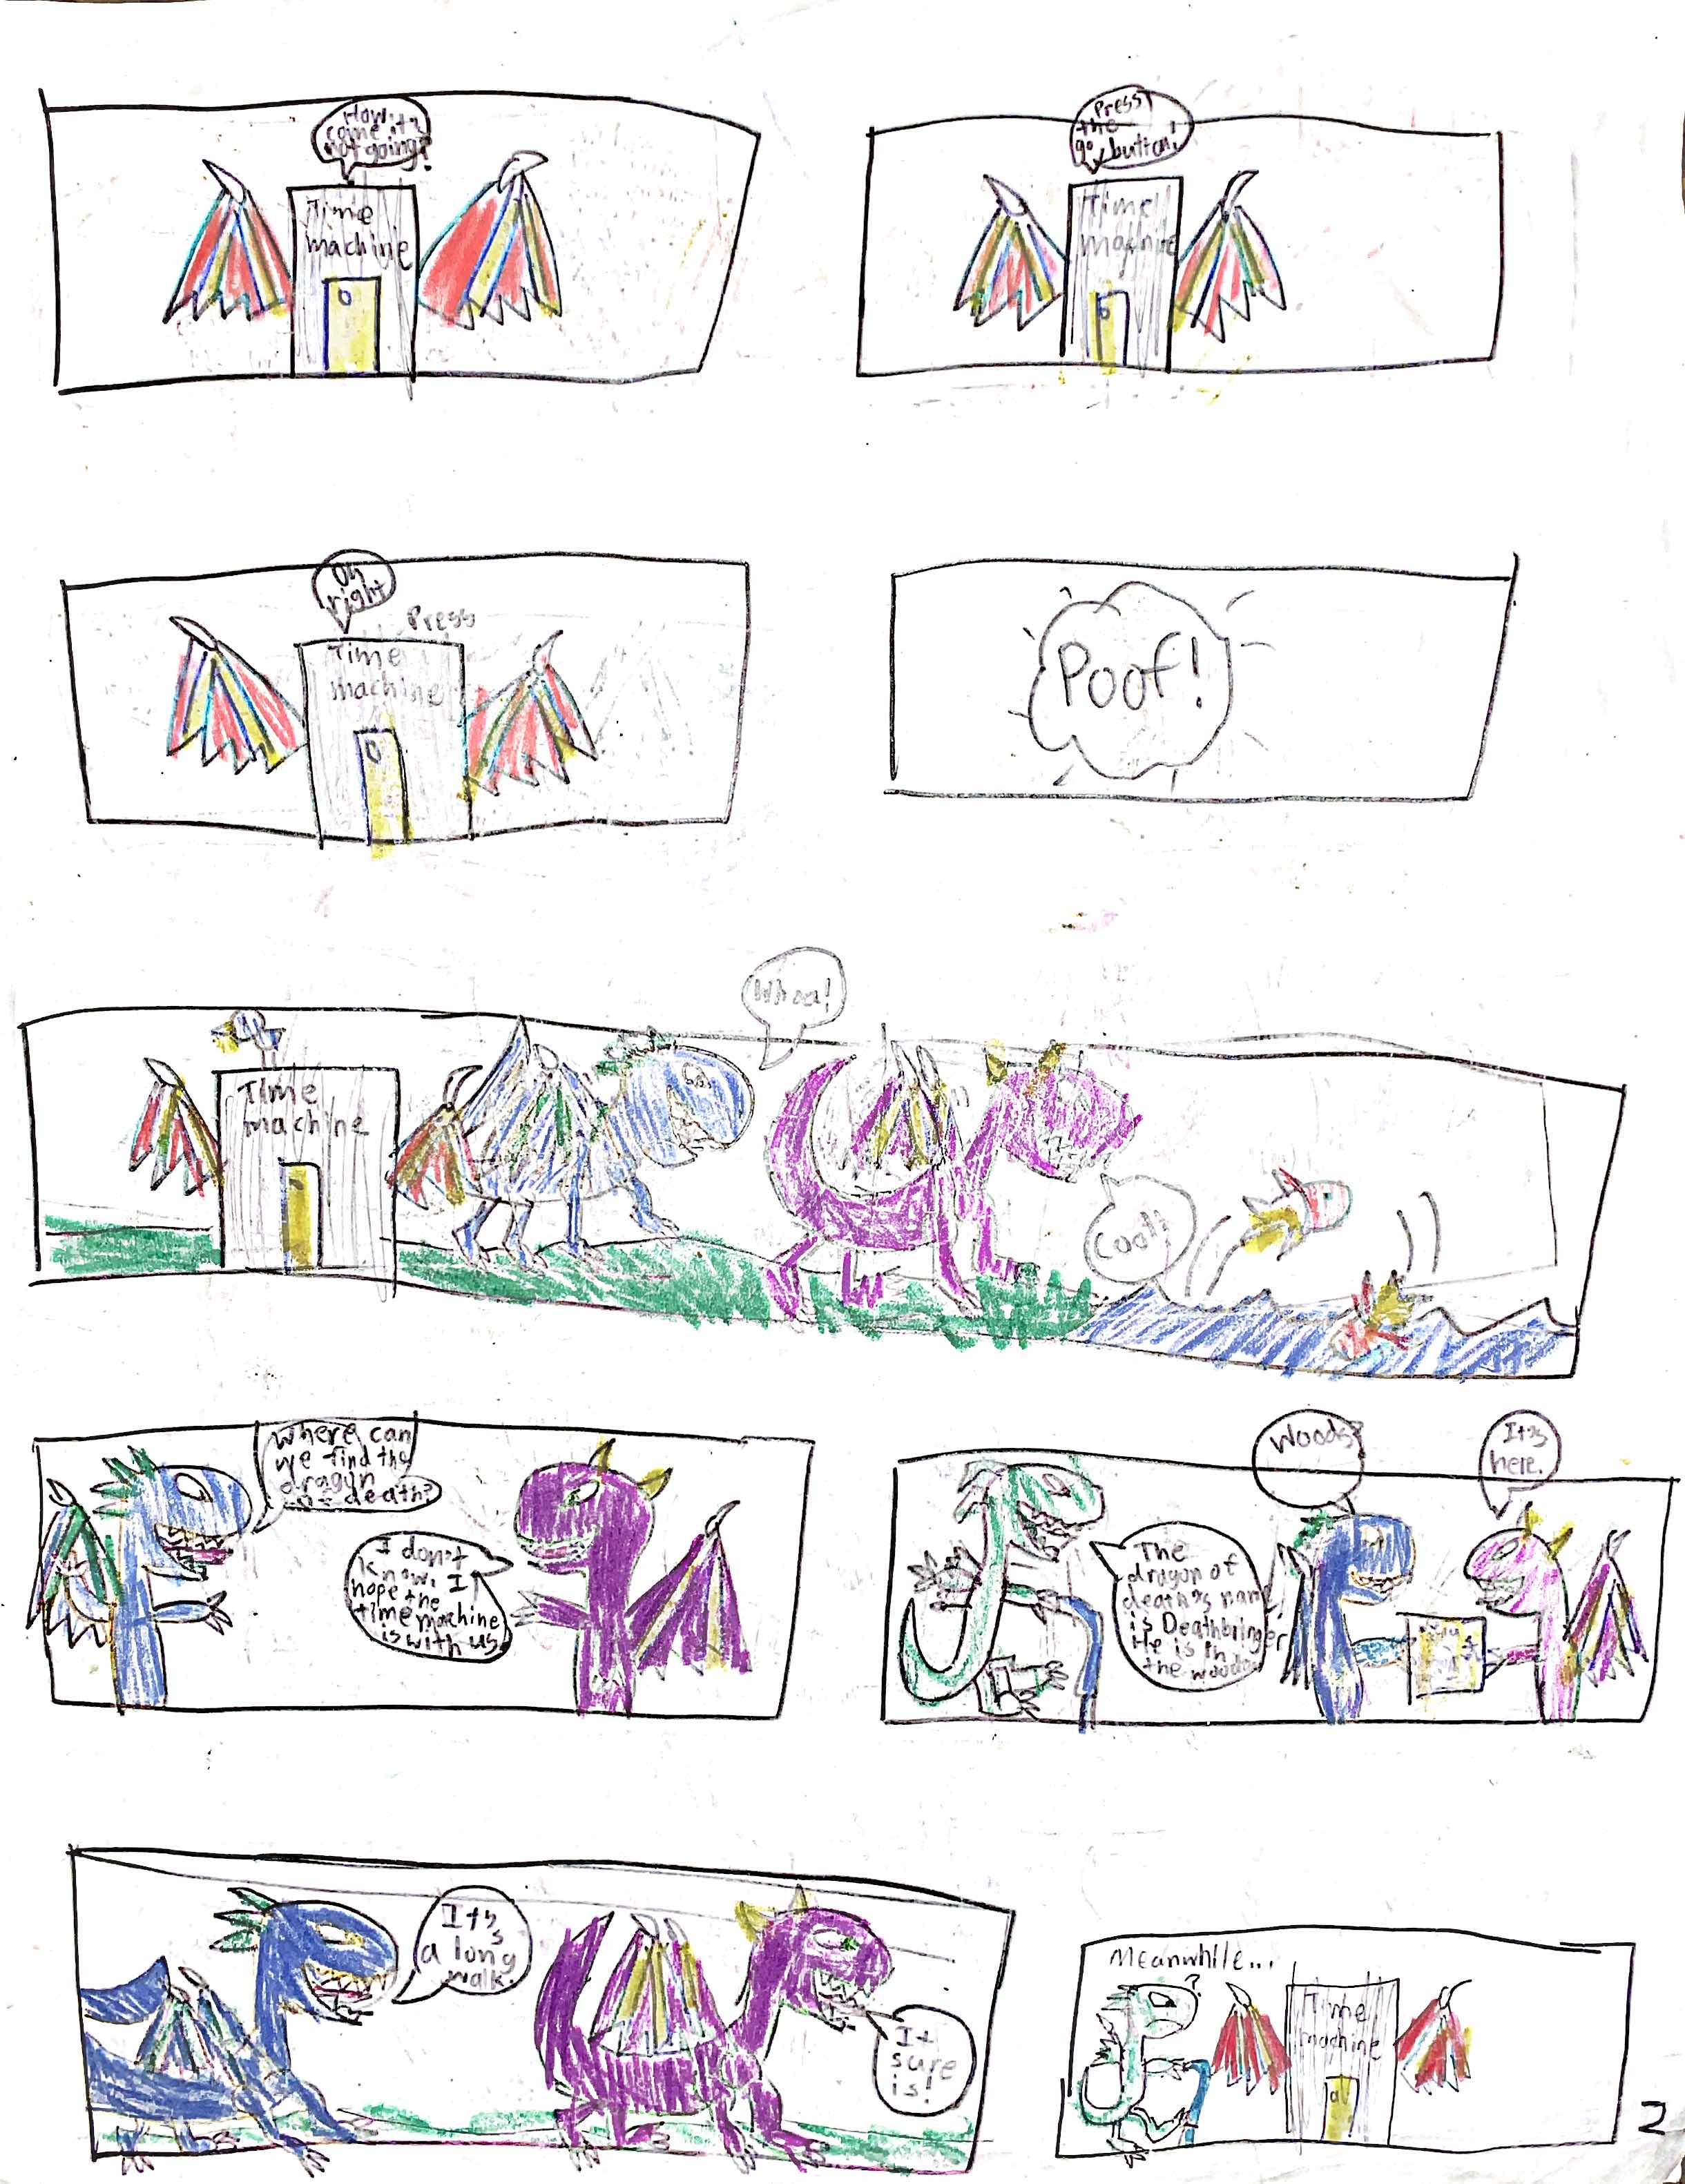 How
come it's
not going?
Time
machine
Press
the
go button!
Time
machine
Oh
right
Press
Time
machine
Poof!
Whoa!
Time
machine
Cool!
Where can
we find the
dragon
of death?
I don't
know. I
hope the
time machine
is with us.
The
dragon of
death's name
is Deathbringer
He is in
the woods.
Woods?
It's
here.
It's
a long
walk.
It
sure
is!
Meanwhile...
?
Time
machine
2